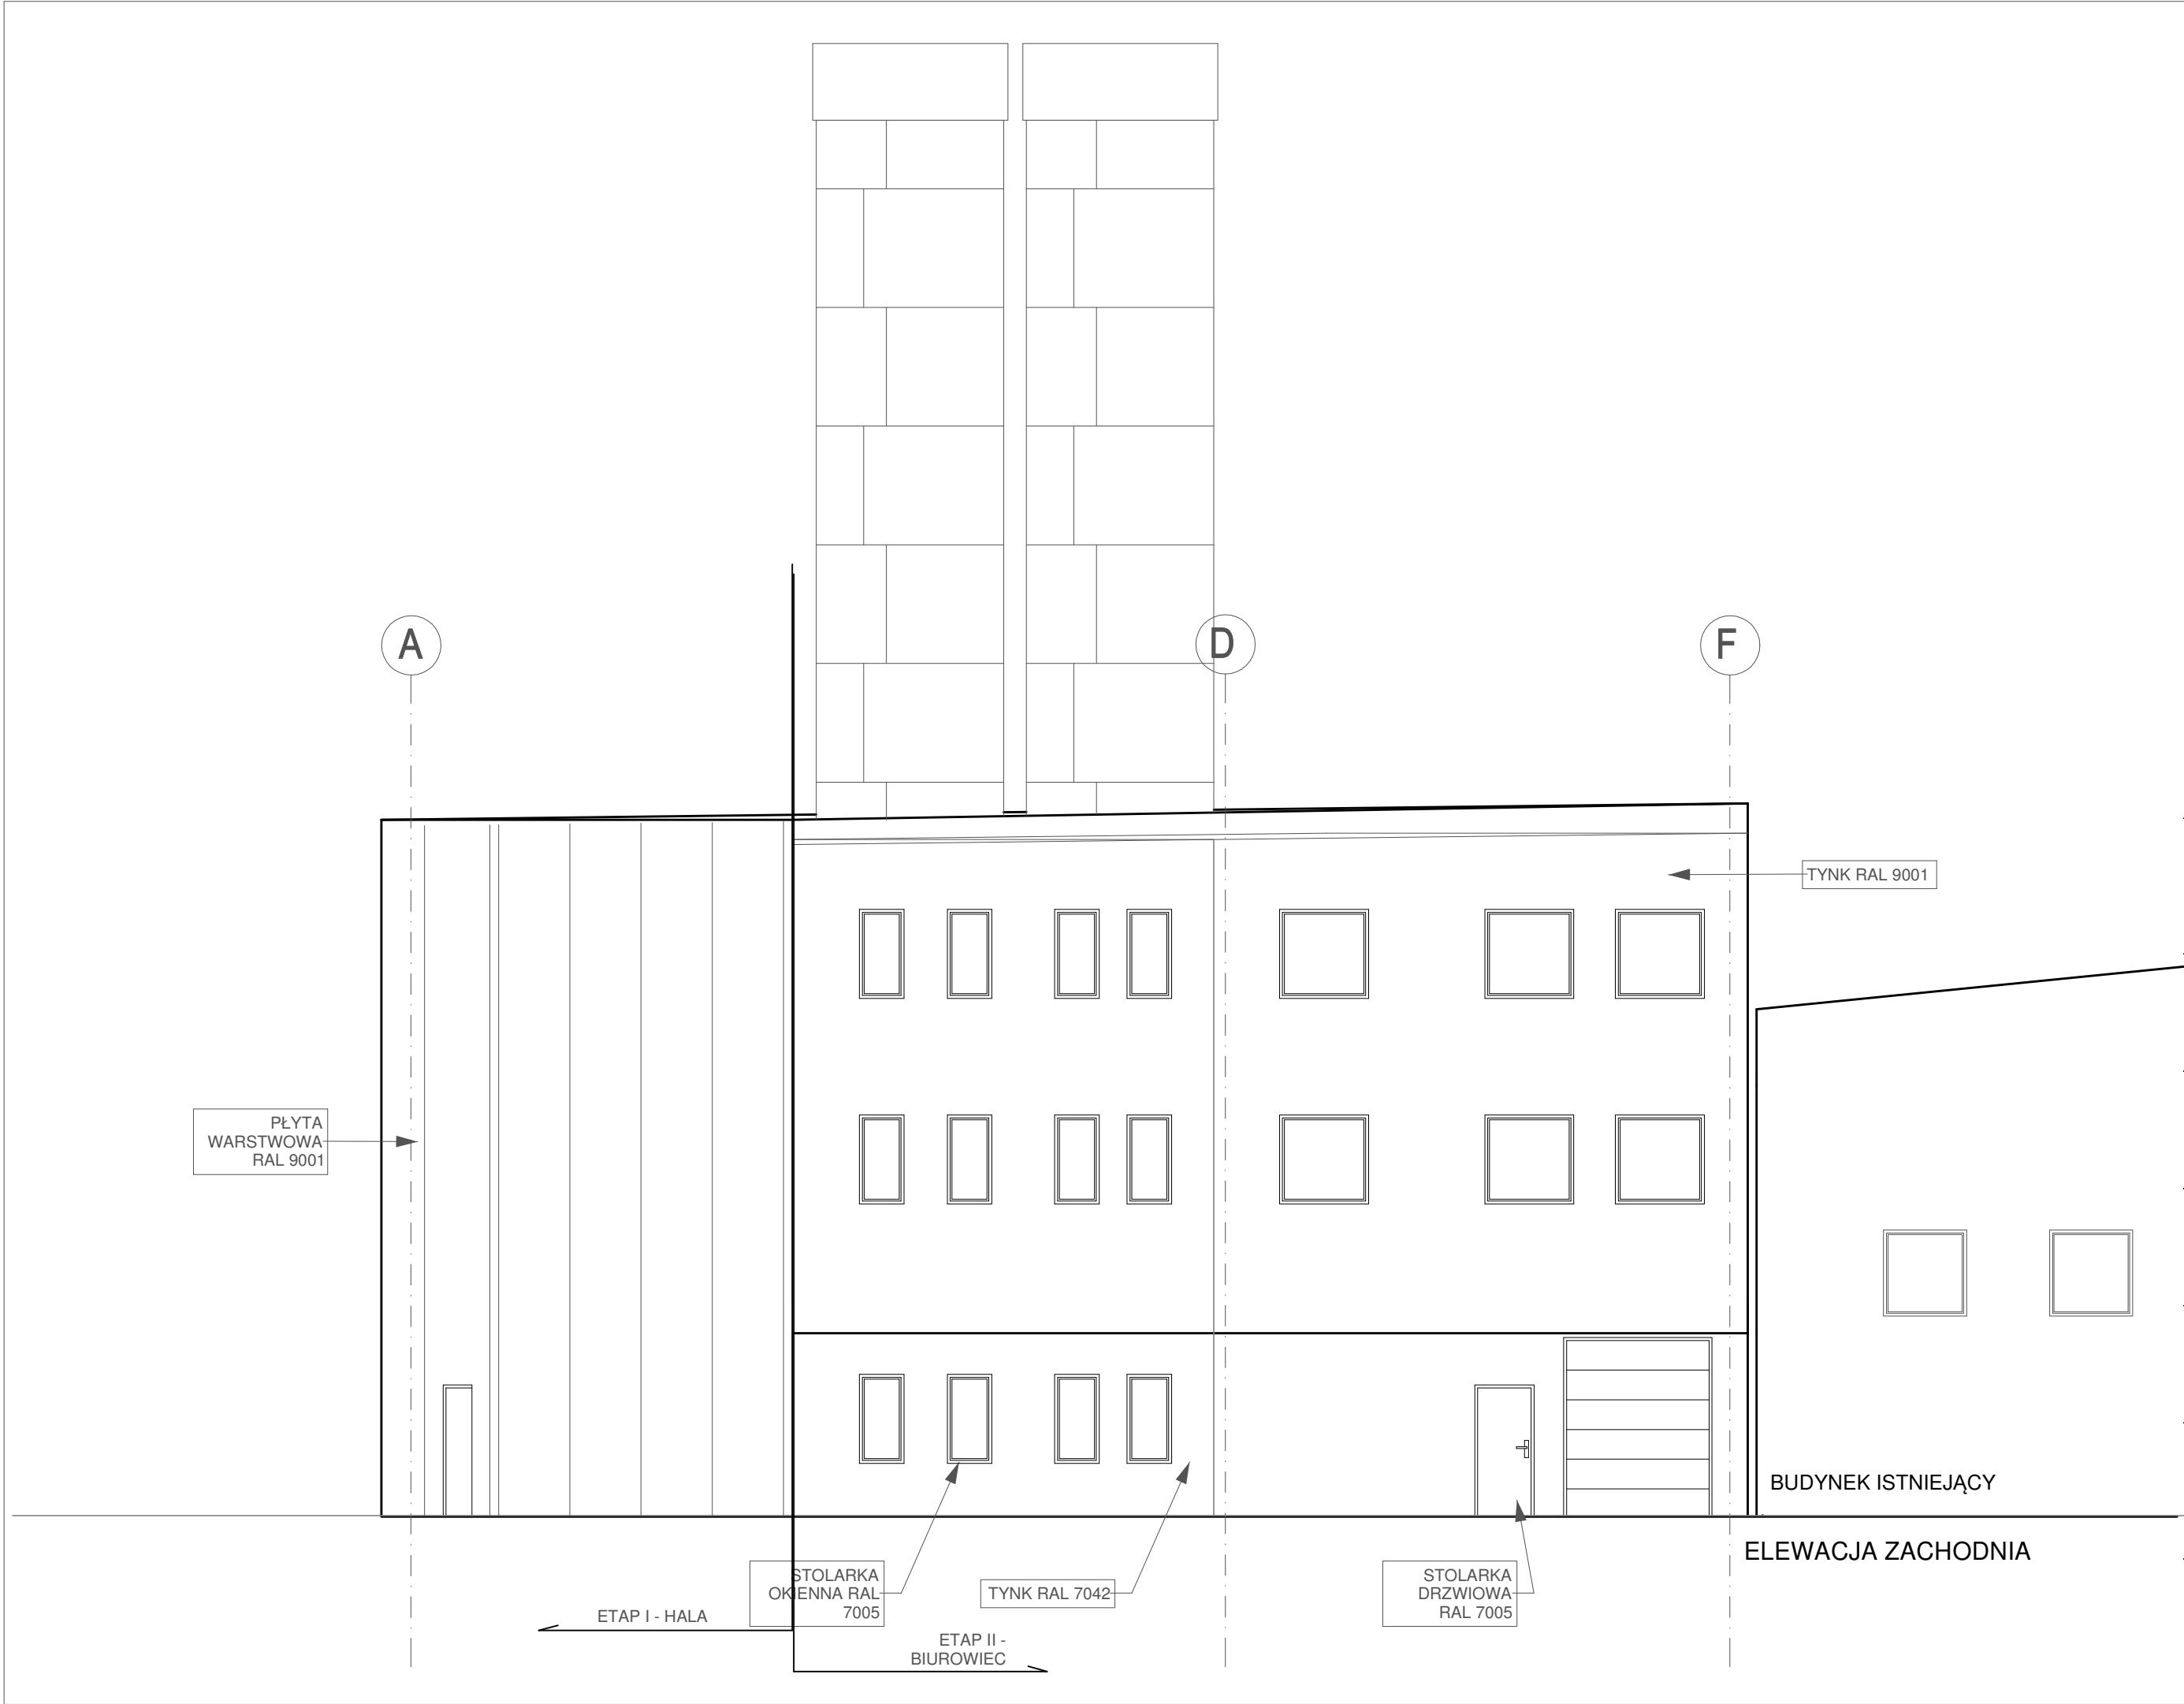 A
D
F
TYNK RAL 9001
PŁYTA
WARSTWOWA
RAL 9001
BUDYNEK ISTNIEJĄCY
ELEWACJA ZACHODNIA
STOLARKA
OKIENNA RAL
7005
TYNK RAL 7042
STOLARKA
DRZWIOWA
RAL 7005
ETAP I - HALA
ETAP II -
BIUROWIEC